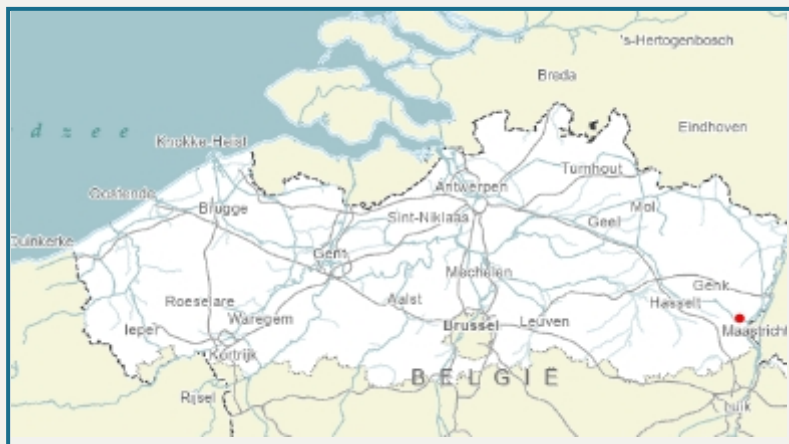 's-Hertogenbosch
Breda
d z e e
Eindhoven
Knokke-Heist
Turnhout
Antwerpen
Oostende
Mol
Brugge
Sint-Niklaas
Geel
Duinkerke
Gent
Mechelen
Genk
Roeselare
Aalst
Hasselt
Ieper
Waregem
Brussel
Leuven
Maastricht
Kortrijk
BELGIË
Rijsel
Luik